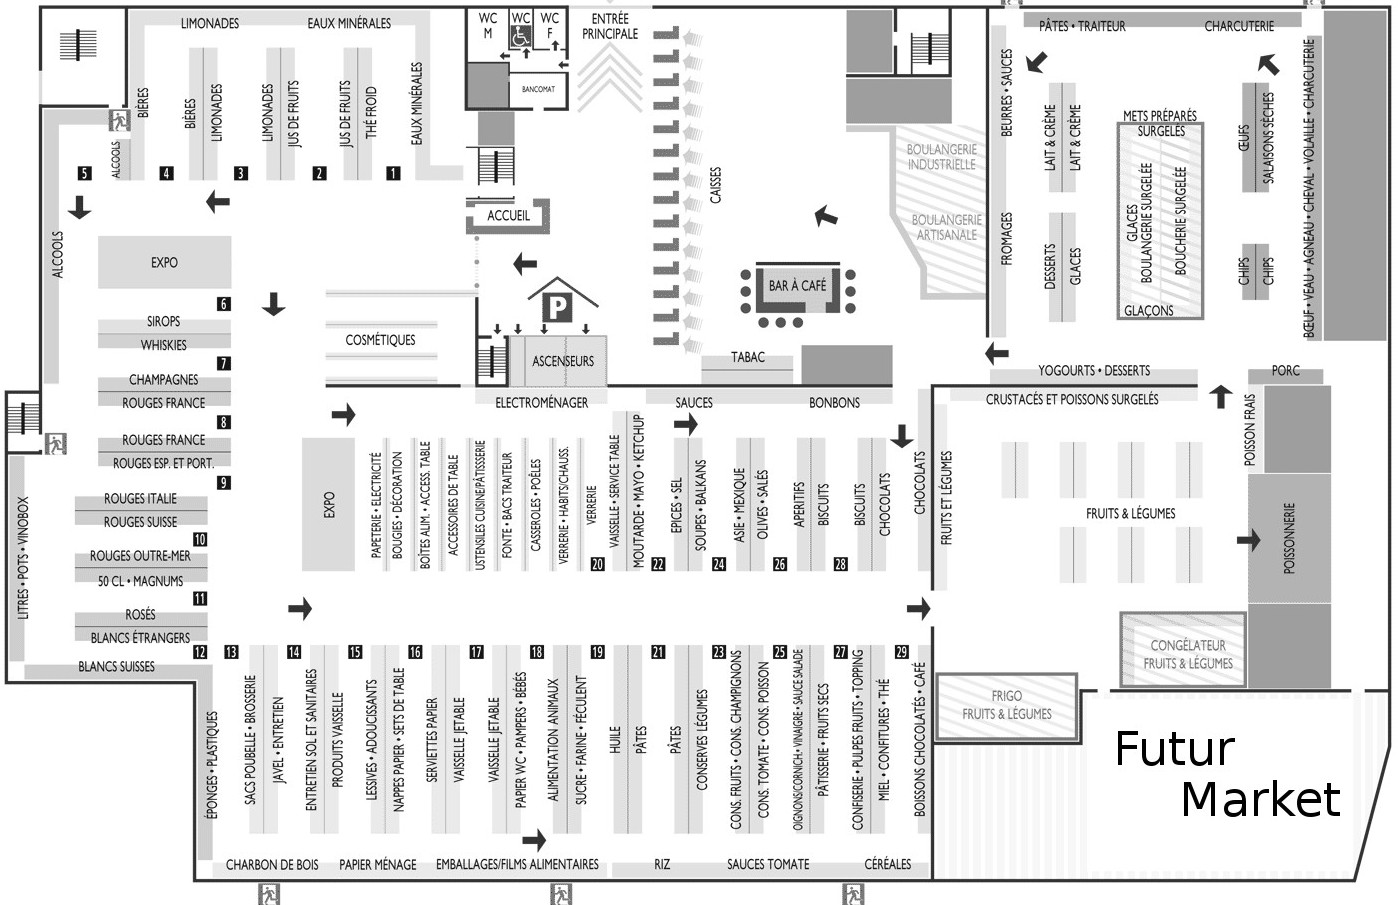 LIMONADES
EAUX MINÉRALES
WC
M
WC
WC
F
BANCOMAT
ENTRÉE
PRINCIPALE
PÂTES • TRAITEUR
CHARCUTERIE
BIÈRES
BIÈRES
LIMONADES
LIMONADES
JUS DE FRUITS
JUS DE FRUITS
THÉ FROID
EAUX MINÉRALES
ALCOOLS
5
4
3
2
1
ALCOOLS
ACCUEIL
CAISSES
BOULANGERIE
INDUSTRIELLE
BOULANGERIE
ARTISANALE
BAR À CAFÉ
BEURRES • SAUCES
FROMAGES
LAIT & CRÈME
LAIT & CRÈME
DESSERTS
GLACES
METS PRÉPARÉS
SURGELÉS
GLACES
BOULANGERIE SURGELÉE
BOUCHERIE SURGELÉE
GLAÇONS
ŒUFS
SALAISONS SÈCHES
CHIPS
CHIPS
BŒUF • VEAU • AGNEAU • CHEVAL • VOLAILLE • CHARCUTERIE
EXPO
6
SIROPS
WHISKIES
7
CHAMPAGNES
ROUGES FRANCE
8
ROUGES FRANCE
ROUGES ESP. ET PORT.
9
ROUGES ITALIE
ROUGES SUISSE
10
ROUGES OUTRE-MER
50 CL • MAGNUMS
11
ROSÉS
BLANCS ÉTRANGERS
12
BLANCS SUISSES
LITRES • POTS • VINOBOX
COSMÉTIQUES
P
ASCENSEURS
TABAC
ELECTROMÉNAGER
SAUCES
BONBONS
YOGOURTS • DESSERTS
CRUSTACÉS ET POISSONS SURGELÉS
PORC
POISSON FRAIS
POISSONNERIE
FRUITS & LÉGUMES
FRUITS ET LÉGUMES
CONGÉLATEUR
FRUITS & LÉGUMES
FRIGO
FRUITS & LÉGUMES
EXPO
PAPETERIE • ELECTRICITÉ
BOUGIES • DÉCORATION
BOÎTES ALIM. • ACCESS. TABLE
ACCESSOIRES DE TABLE
USTENSILES CUISINE/PÂTISSERIE
FONTE • BACS TRAITEUR
CASSEROLES • POÊLES
VERRERIE • HABITS/CHAUSS.
VERRERIE
VAISSELLE • SERVICE TABLE
MOUTARDE • MAYO • KETCHUP
EPICES • SEL
SOUPES • BALKANS
ASIE • MEXIQUE
OLIVES • SALÉS
APERITIFS
BISCUITS
BISCUITS
CHOCOLATS
CHOCOLATS
20
22
24
26
28
13
14
15
16
17
18
19
21
23
25
27
29
ÉPONGES • PLASTIQUES
SACS POUBELLE • BROSSERIE
JAVEL • ENTRETIEN
ENTRETIEN SOL ET SANITAIRES
PRODUITS VAISSELLE
LESSIVES • ADOUCISSANTS
NAPPES PAPIER • SETS DE TABLE
SERVIETTES PAPIER
VAISSELLE JETABLE
VAISSELLE JETABLE
PAPIER WC • PAMPERS • BÉBÉS
ALIMENTATION ANIMAUX
SUCRE • FARINE • FÉCULENT
HUILE
PÂTES
PÂTES
CONSERVES LÉGUMES
CONS. FRUITS • CONS. CHAMPIGNONS
CONS. TOMATE • CONS. POISSON
OIGNONS/CORNICH. • VINAIGRE • SAUCE SALADE
PÂTISSERIE • FRUITS SECS
CONFISERIE • PULPES FRUITS • TOPPING
MIEL • CONFITURES • THÉ
BOISSONS CHOCOLATÉS • CAFÉ
CHARBON DE BOIS
PAPIER MÉNAGE
EMBALLAGES/FILMS ALIMENTAIRES
RIZ
SAUCES TOMATE
CÉRÉALES
Futur
Market